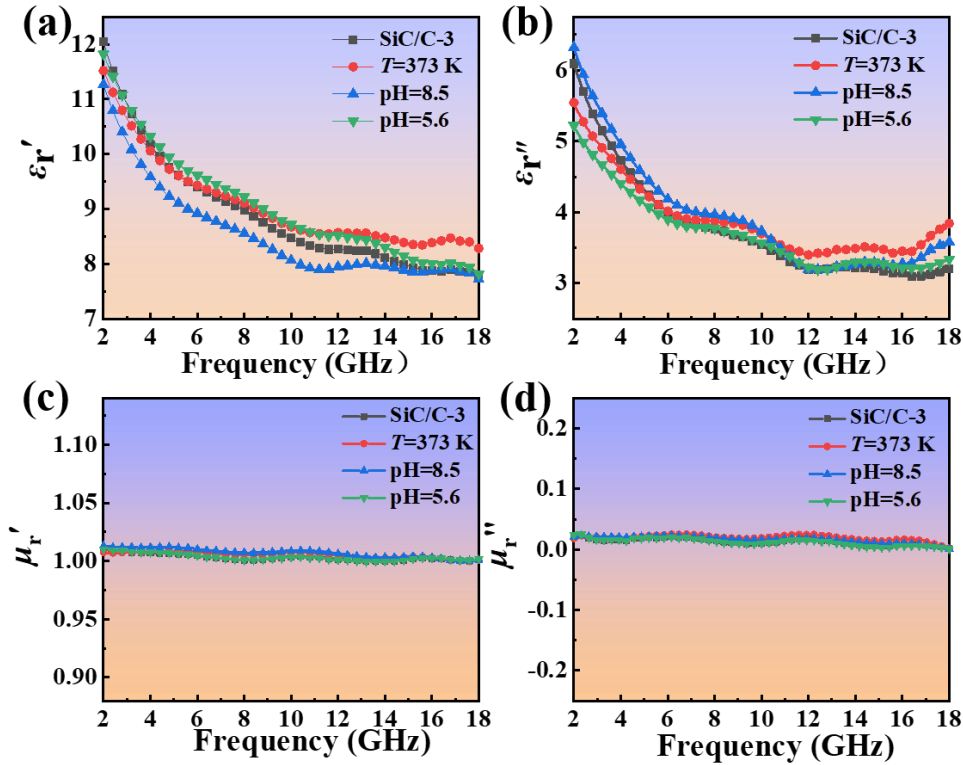 (a)
SiC/C-3
T=373 K
pH=8.5
pH=5.6
εr′
12
11
10
9
8
7
2 4 6 8 10 12 14 16 18
Frequency (GHz）
(b)
SiC/C-3
T=373 K
pH=8.5
pH=5.6
εr″
6
5
4
3
2 4 6 8 10 12 14 16 18
Frequency (GHz）
(c)
SiC/C-3
T=373 K
pH=8.5
pH=5.6
μr′
1.10
1.05
1.00
0.95
0.90
2 4 6 8 10 12 14 16 18
Frequency (GHz)
(d)
SiC/C-3
T=373 K
pH=8.5
pH=5.6
μr″
0.2
0.1
0.0
-0.1
-0.2
2 4 6 8 10 12 14 16 18
Frequency (GHz)